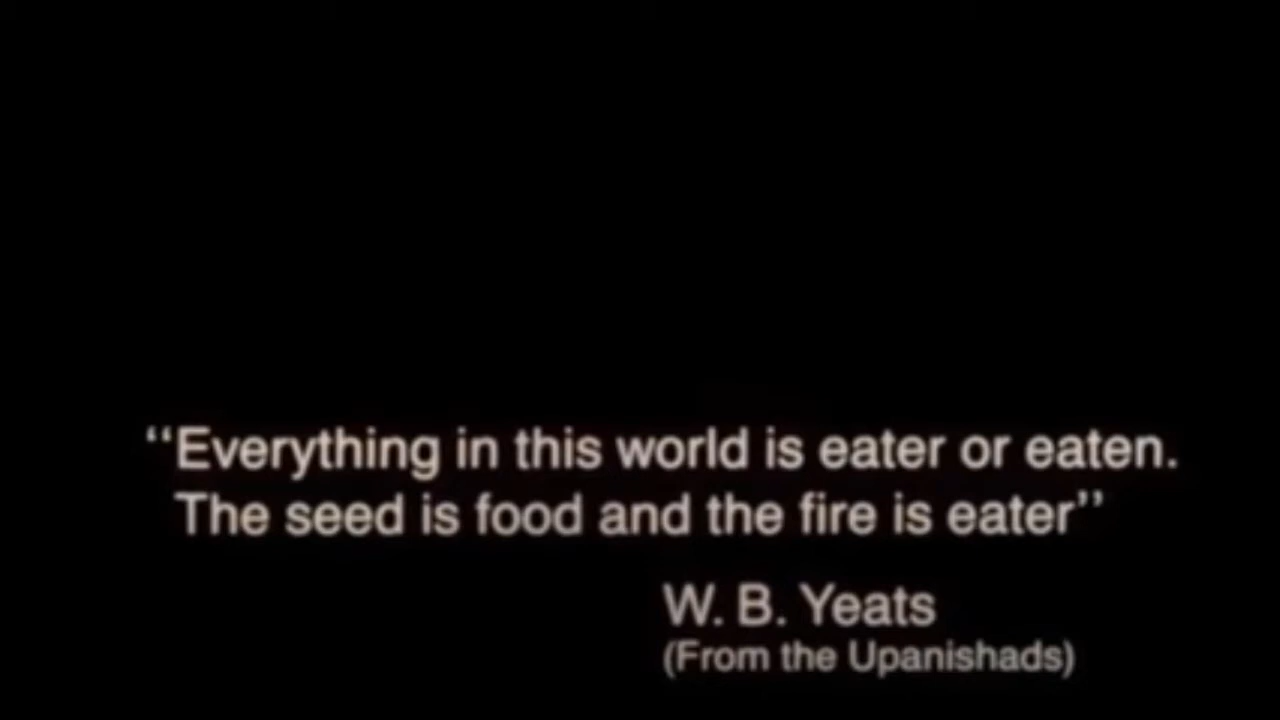 ‘‘Everything in this world is eater or eaten.
The seed is food and the fire is eater’’
W. B. Yeats
(From the Upanishads)